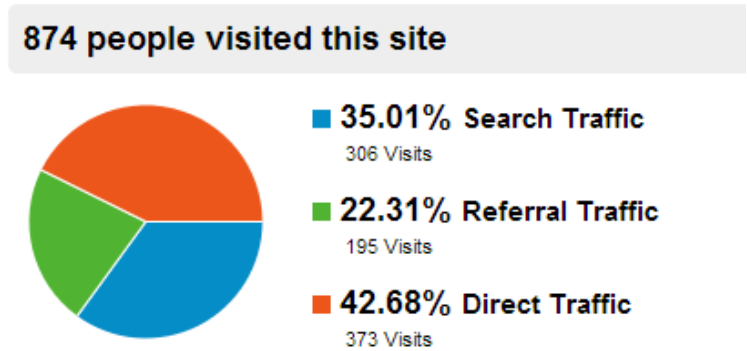 874 people visited this site
35.01% Search Traffic
306 Visits
22.31% Referral Traffic
195 Visits
42.68% Direct Traffic
373 Visits